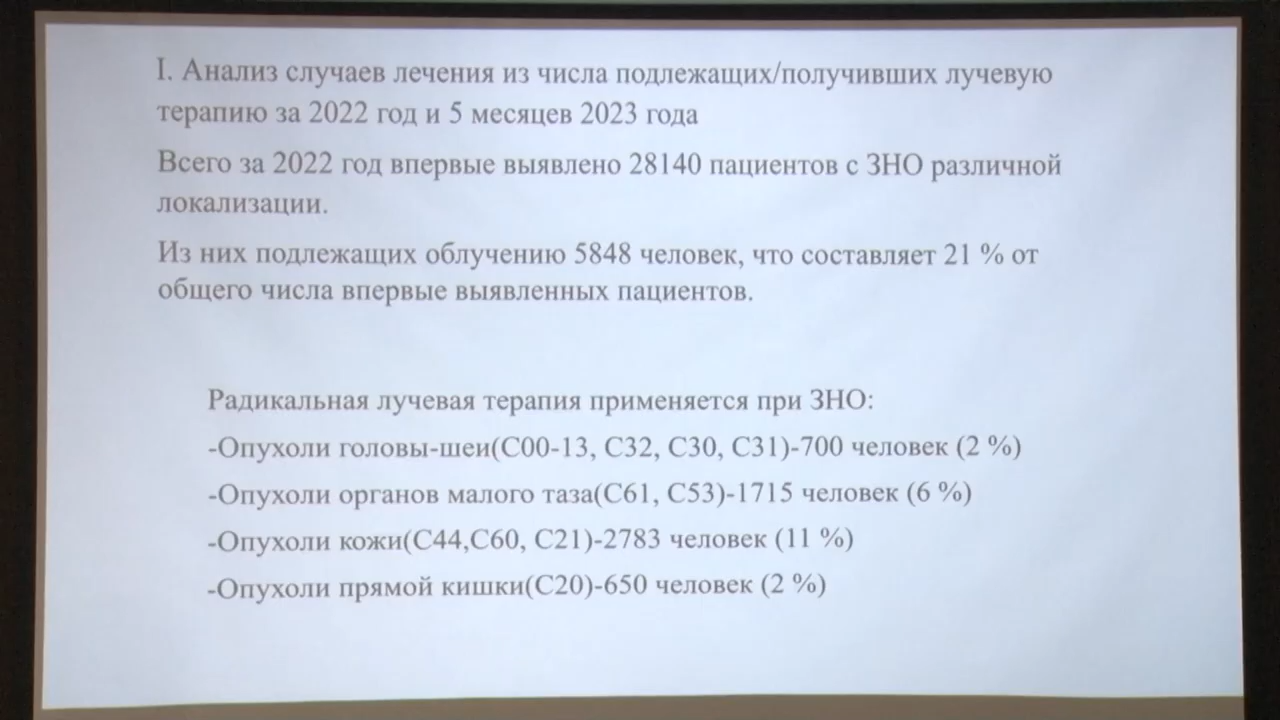 I. Анализ случаев лечения из числа подлежащих/получивших лучевую
терапию за 2022 год и 5 месяцев 2023 года
Всего за 2022 год впервые выявлено 28140 пациентов с ЗНО различной
локализации.
Из них подлежащих облучению 5848 человек, что составляет 21 % от
общего числа впервые выявленных пациентов.
Радикальная лучевая терапия применяется при ЗНО:
-Опухоли головы-шеи(С00-13, С32, С30, С31)-700 человек (2 %)
-Опухоли органов малого таза(С61, С53)-1715 человек (6 %)
-Опухоли кожи(С44,С60, С21)-2783 человек (11 %)
-Опухоли прямой кишки(С20)-650 человек (2 %)